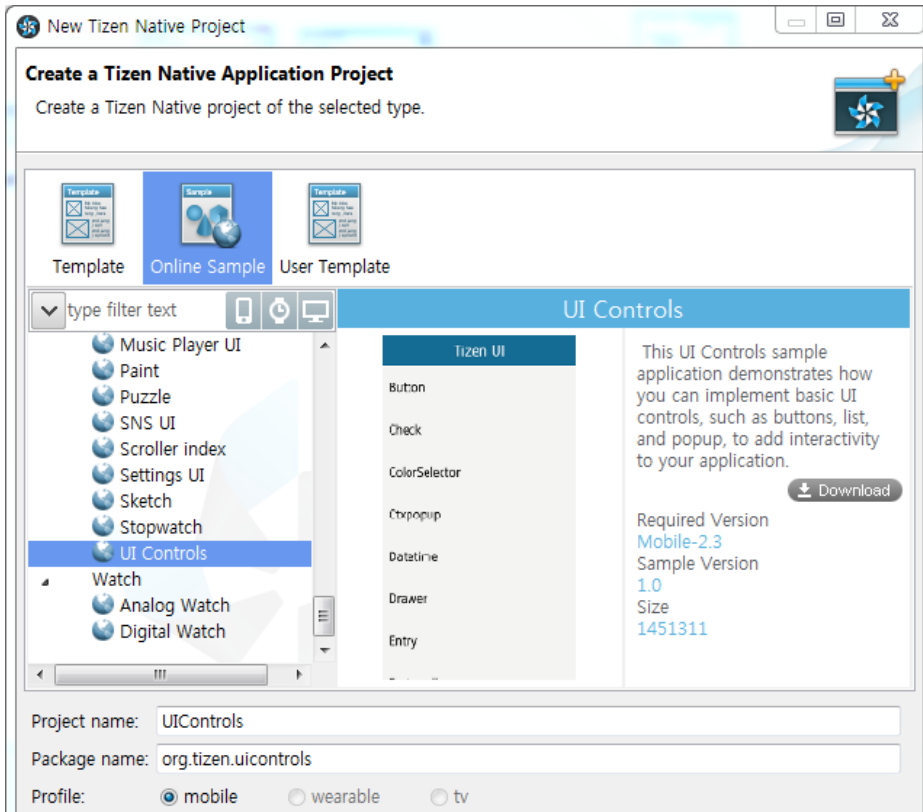 New Tizen Native Project
Create a Tizen Native Application Project
Create a Tizen Native project of the selected type.
Template
Sample
Template
Template
Online Sample
User Template
type filter text
UI Controls
Music Player UI
Paint
Puzzle
SNS UI
Scroller index
Settings UI
Sketch
Stopwatch
UI Controls
Watch
Analog Watch
Digital Watch
Tizen UI
Button
Check
ColorSelector
Ctxpopup
Datetime
Drawer
Entry
This UI Controls sample
application demonstrates how
you can implement basic UI
controls, such as buttons, list,
and popup, to add interactivity
to your application.
Download
Required Version
Mobile-2.3
Sample Version
1.0
Size
1451311
Project name: UIControls
Package name: org.tizen.uicontrols
Profile: mobile wearable tv